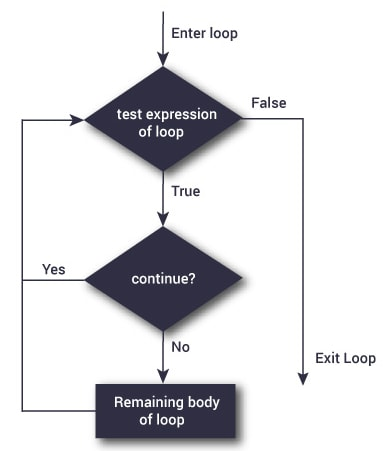 Enter loop
test expression
of loop
False
True
continue?
Yes
No
Exit Loop
Remaining body
of loop